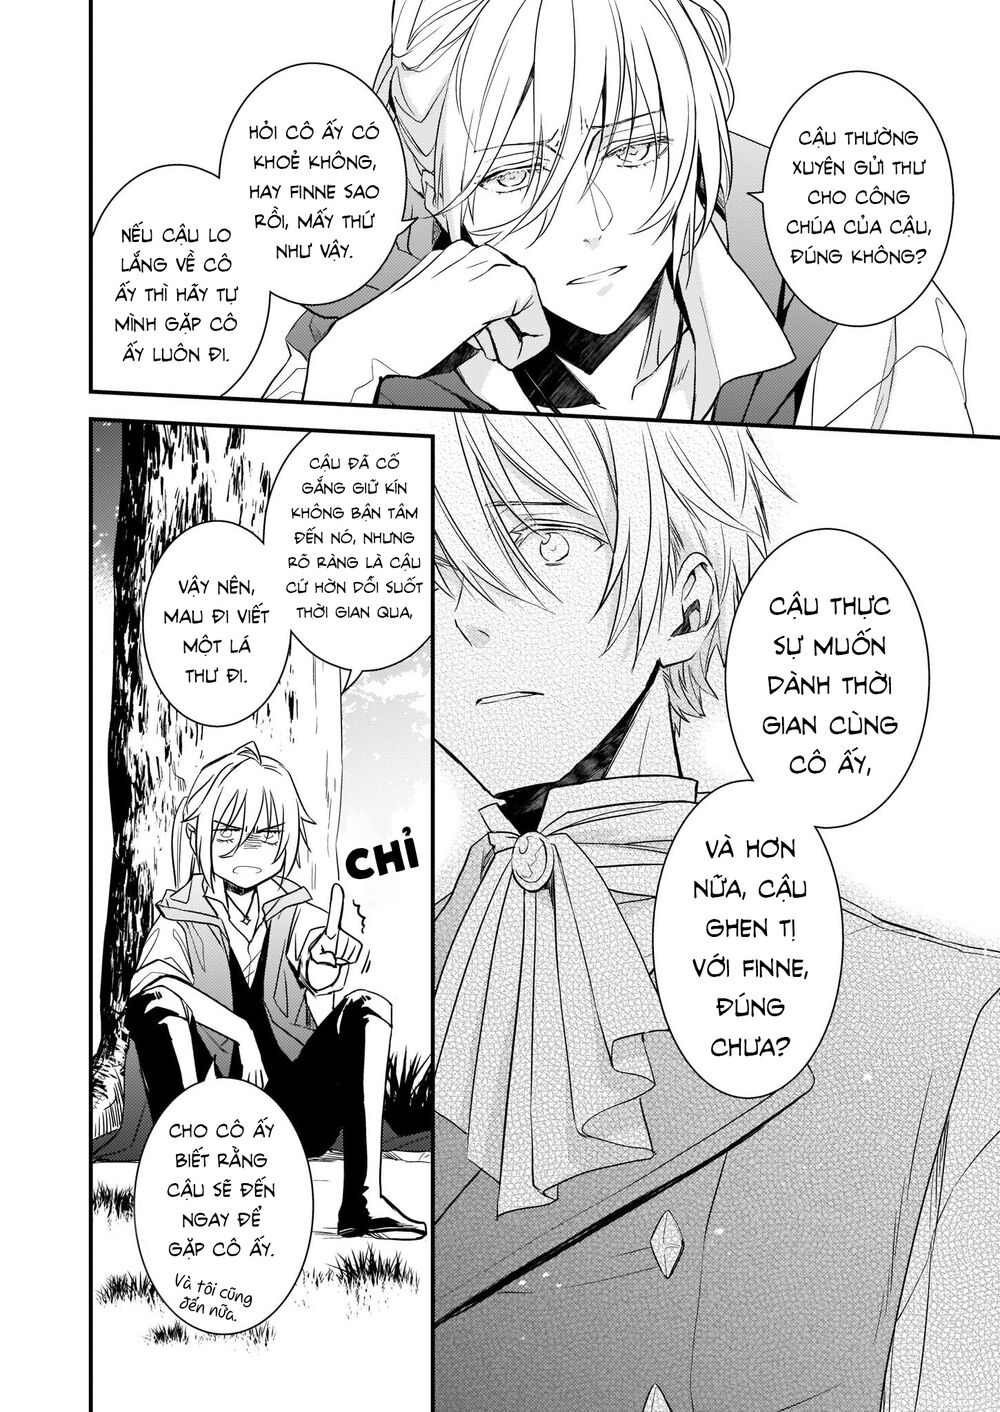 CẬU THƯỜNG
XUYÊN GỬI THƯ
CHO CÔNG
CHÚA CỦA CẬU,
ĐÚNG KHÔNG?
HỎI CÔ ẤY CÓ
KHOẺ KHÔNG,
HAY FINNE SAO
RỒI, MẤY THỨ
NHƯ VẬY.
NẾU CẬU LO
LẮNG VỀ CÔ
ẤY THÌ HÃY TỰ
MÌNH GẶP CÔ
ẤY LUÔN ĐI.
CẬU THỰC
SỰ MUỐN
DÀNH THỜI
GIAN CÙNG
CÔ ẤY,
VÀ HƠN
NỮA, CẬU
GHEN TỊ
VỚI FINNE,
ĐÚNG
CHƯA?
CẬU ĐÃ CỐ
GẮNG GIỮ KÍN
KHÔNG BẬN TÂM
ĐẾN NÓ, NHƯNG
RÕ RÀNG LÀ CẬU
CỨ HỜN DỖI SUỐT
THỜI GIAN QUA,
VẬY NÊN,
MAU ĐI VIẾT
MỘT LÁ
THƯ ĐI.
CHỈ
CHO CÔ ẤY
BIẾT RẰNG
CẬU SẼ ĐẾN
NGAY ĐỂ
GẶP CÔ ẤY.
Và tôi cũng
đến nữa.